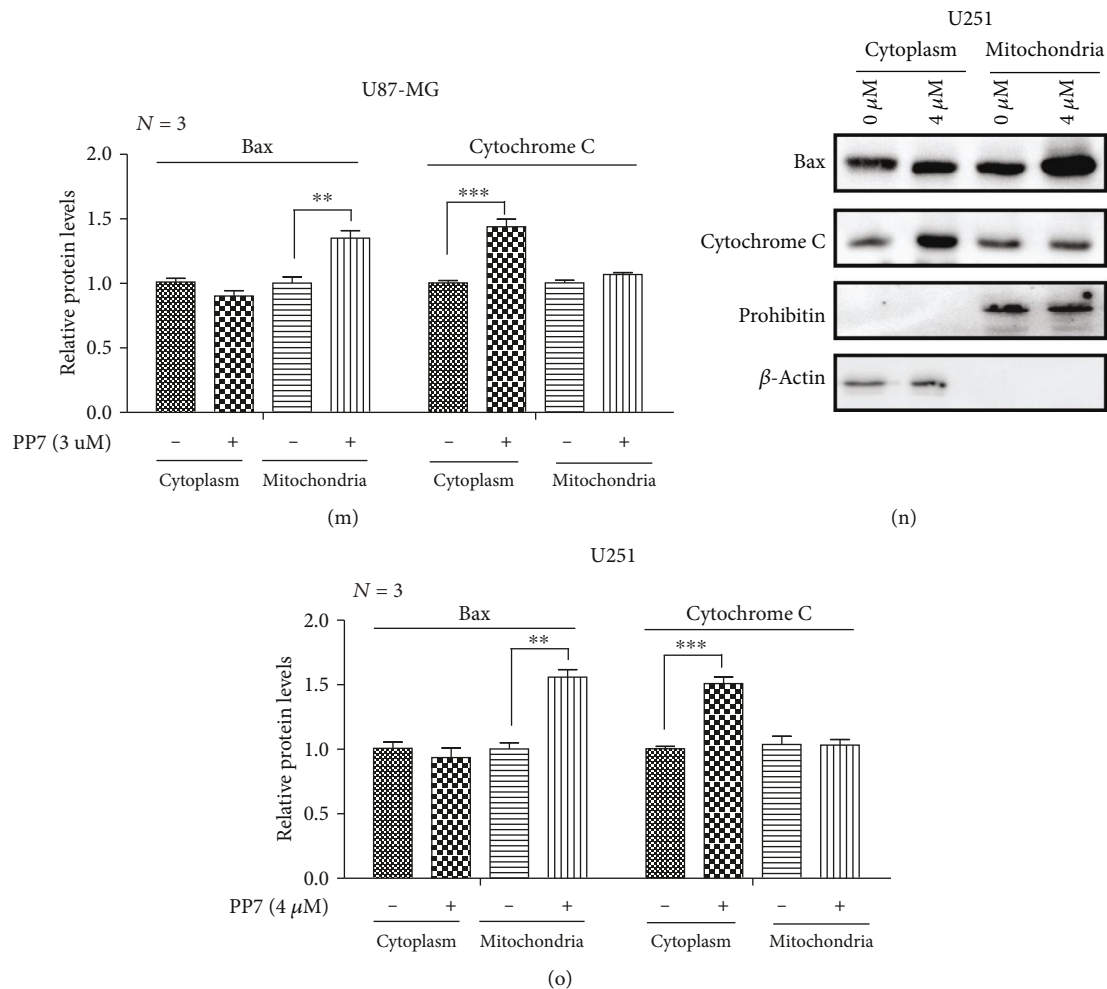 U87-MG
N = 3
Bax
Cytochrome C
**
***
Relative protein levels
2.0
1.5
1.0
0.5
0.0
PP7 (3 uM)
– + – + – + – +
Cytoplasm Mitochondria Cytoplasm Mitochondria
(m)
U251
Cytoplasm Mitochondria
0 μM 4 μM 0 μM 4 μM
Bax
Cytochrome C
Prohibitin
β-Actin
(n)
U251
N = 3
Bax
Cytochrome C
**
***
Relative protein levels
2.0
1.5
1.0
0.5
0.0
PP7 (4 μM)
– + – + – + – +
Cytoplasm Mitochondria Cytoplasm Mitochondria
(o)